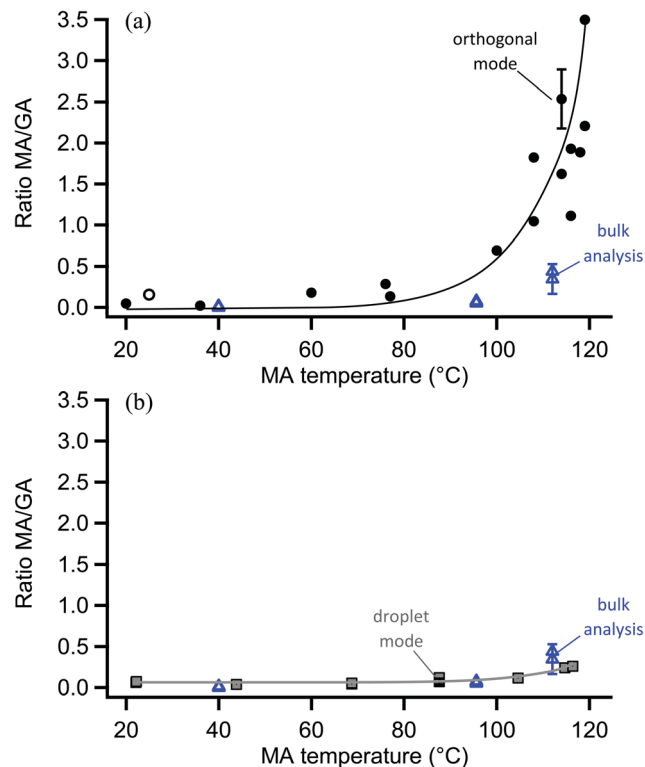 (a)
3.5
3.0
2.5
2.0
1.5
1.0
0.5
0.0
Ratio MA/GA
orthogonal
mode
bulk
analysis
20 40 60 80 100 120
MA temperature (°C)
(b)
3.5
3.0
2.5
2.0
1.5
1.0
0.5
0.0
Ratio MA/GA
droplet
mode
bulk
analysis
20 40 60 80 100 120
MA temperature (°C)